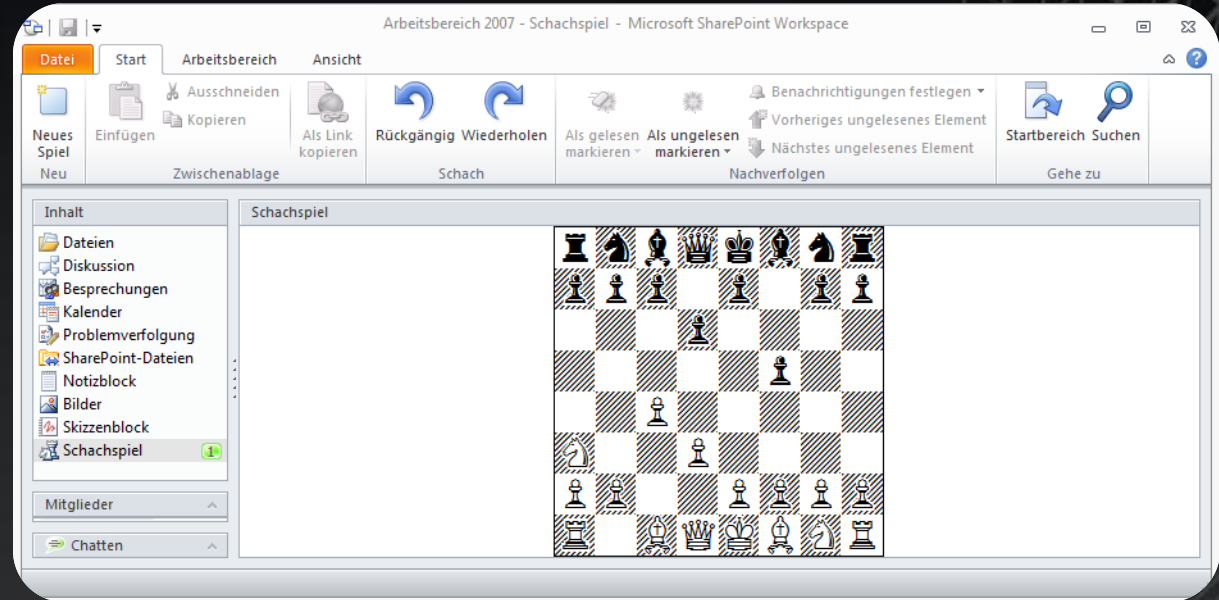 Arbeitsbereich 2007 - Schachspiel - Microsoft SharePoint Workspace
Datei Start Arbeitsbereich Ansicht
Neues Spiel
Einfügen
Ausschneiden
Kopieren
Als Link kopieren
Rückgängig Wiederholen
Als gelesen markieren
Als ungelesen markieren
Benachrichtigungen festlegen
Vorheriges ungelesenes Element
Nächstes ungelesenes Element
Startbereich Suchen
Neu Zwischenablage Schach Nachverfolgen Gehe zu
Inhalt
Dateien
Diskussion
Besprechungen
Kalender
Problemverfolgung
SharePoint-Dateien
Notizblock
Bilder
Skizzenblock
Schachspiel 1
Mitglieder
Chatten
Schachspiel